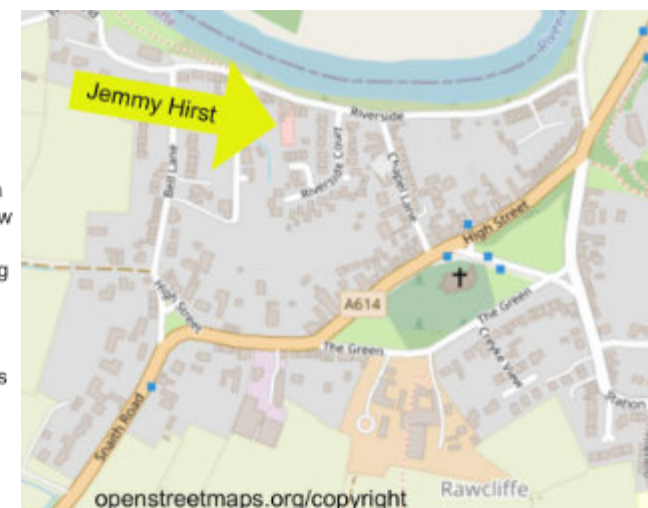 Jemmy Hirst
Riverside
Bell Lane
Riverside Court
Chapel Lane
High Street
A614
High Street
The Green
The Green
Creyke View
Snaith Road
Station
Rawcliffe
openstreetmaps.org/copyright